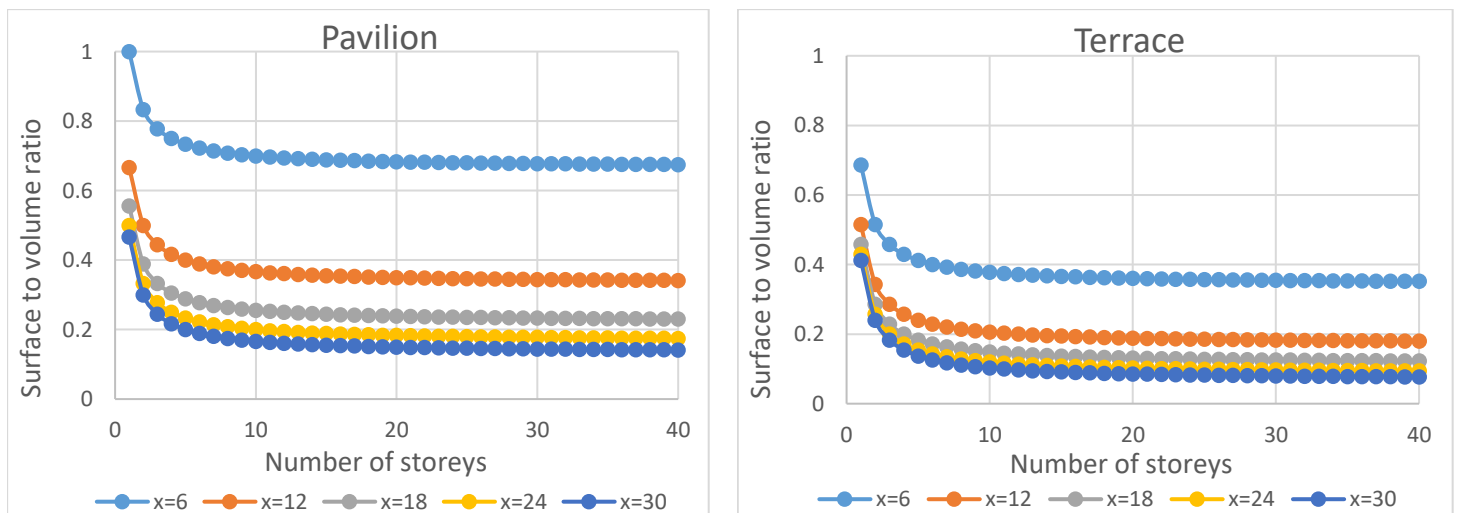 Pavilion
Surface to volume ratio
1
0.8
0.6
0.4
0.2
0
0 10 20 30 40
Number of storeys
x=6 x=12 x=18 x=24 x=30
Terrace
Surface to volume ratio
1
0.8
0.6
0.4
0.2
0
0 10 20 30 40
Number of storeys
x=6 x=12 x=18 x=24 x=30